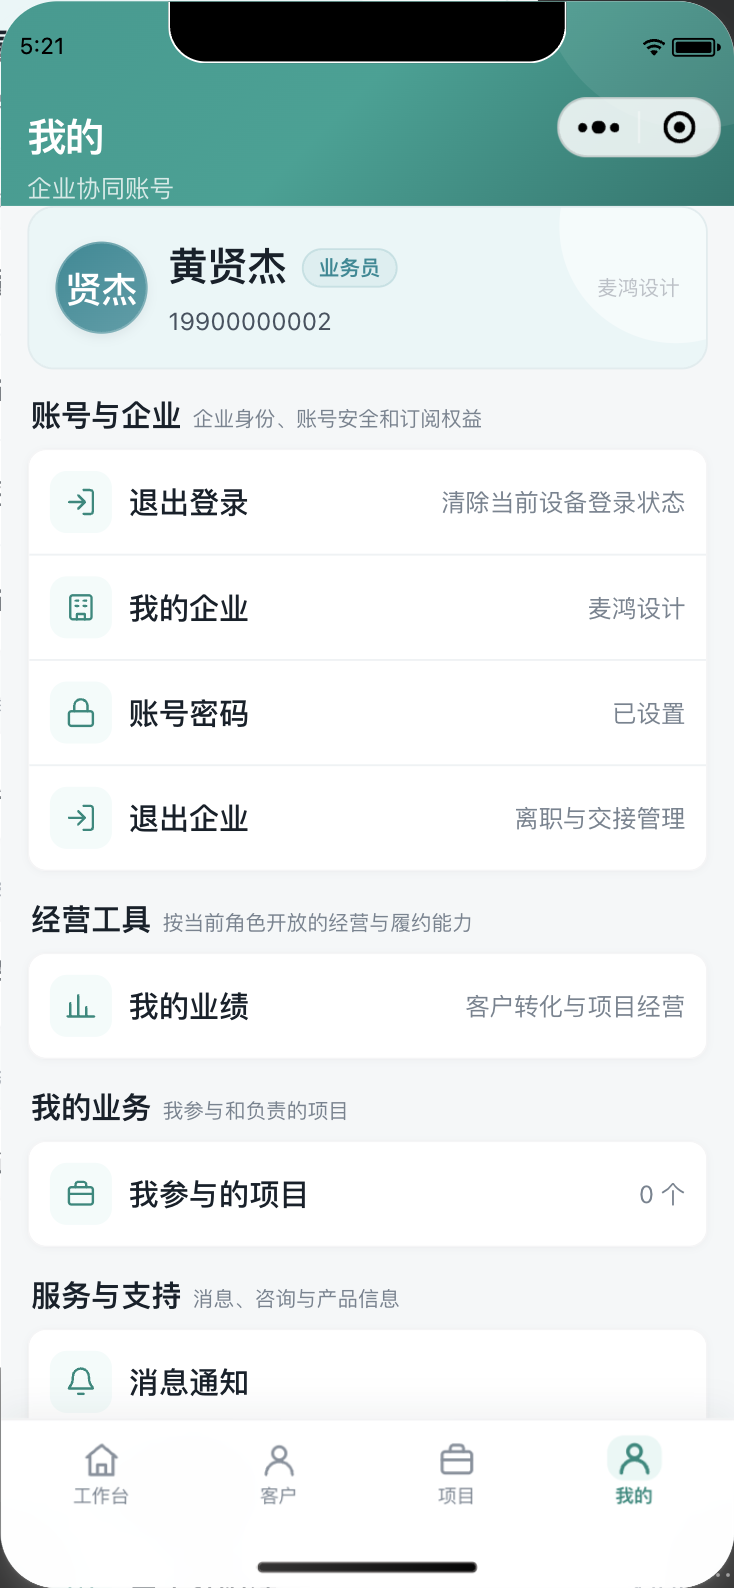 5:21
我的
企业协同账号
贤杰
黄贤杰 业务员
19900000002
麦鸿设计
账号与企业 企业身份、账号安全和订阅权益
退出登录 清除当前设备登录状态
我的企业 麦鸿设计
账号密码 已设置
退出企业 离职与交接管理
经营工具 按当前角色开放的经营与履约能力
我的业绩 客户转化与项目经营
我的业务 我参与和负责的项目
我参与的项目 0 个
服务与支持 消息、咨询与产品信息
消息通知
工作台 客户 项目 我的